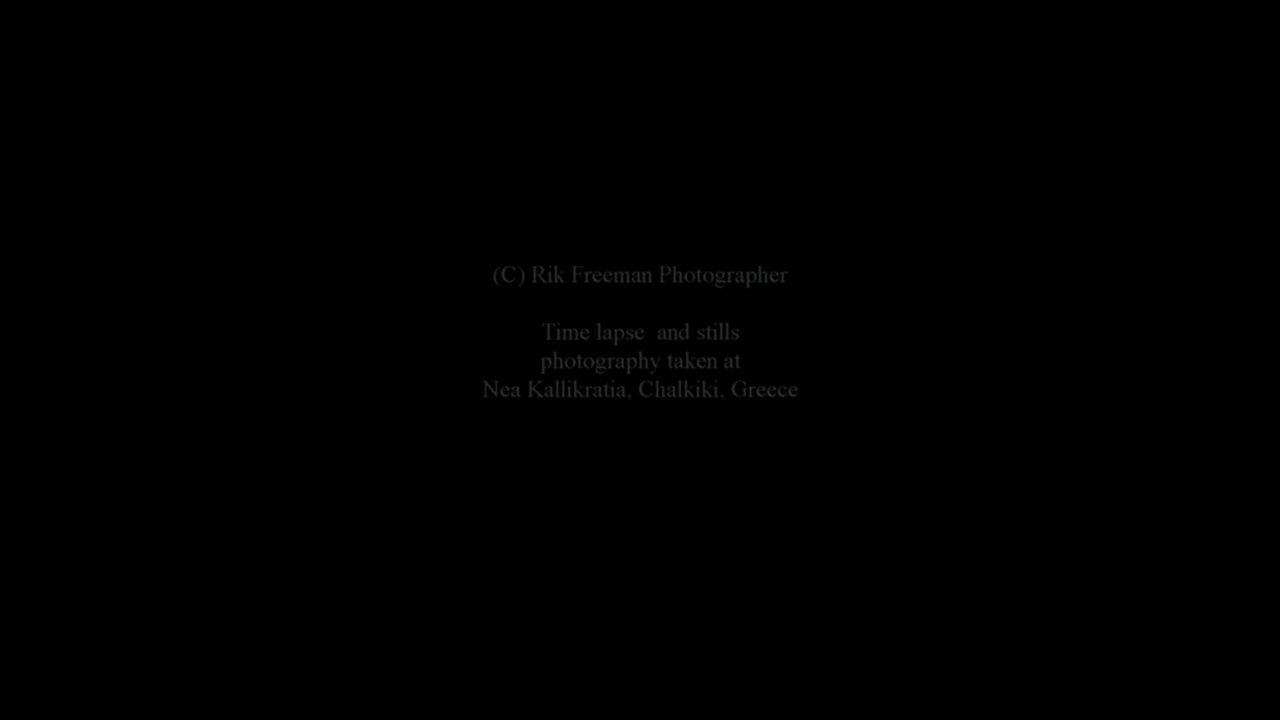 (C) Rik Freeman Photographer
Time lapse  and stills
photography taken at
Nea Kallikratia, Chalkiki, Greece